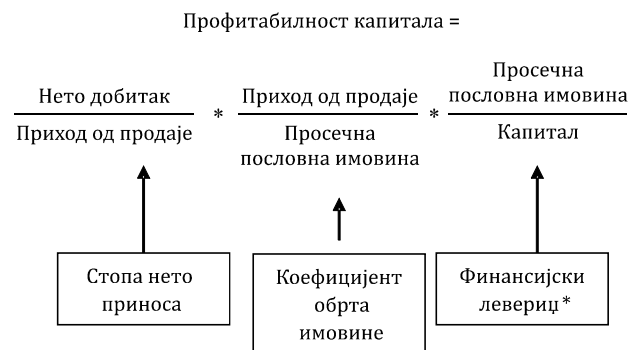 Профитабилност капитала =
Нето добитак
Приход од продаје
*
Приход од продаје
Просечна
пословна имовина
*
Просечна
пословна имовина
Капитал
Стопа нето
приноса
Коефицијент
обрта
имовине
Финансијски
левериџ *